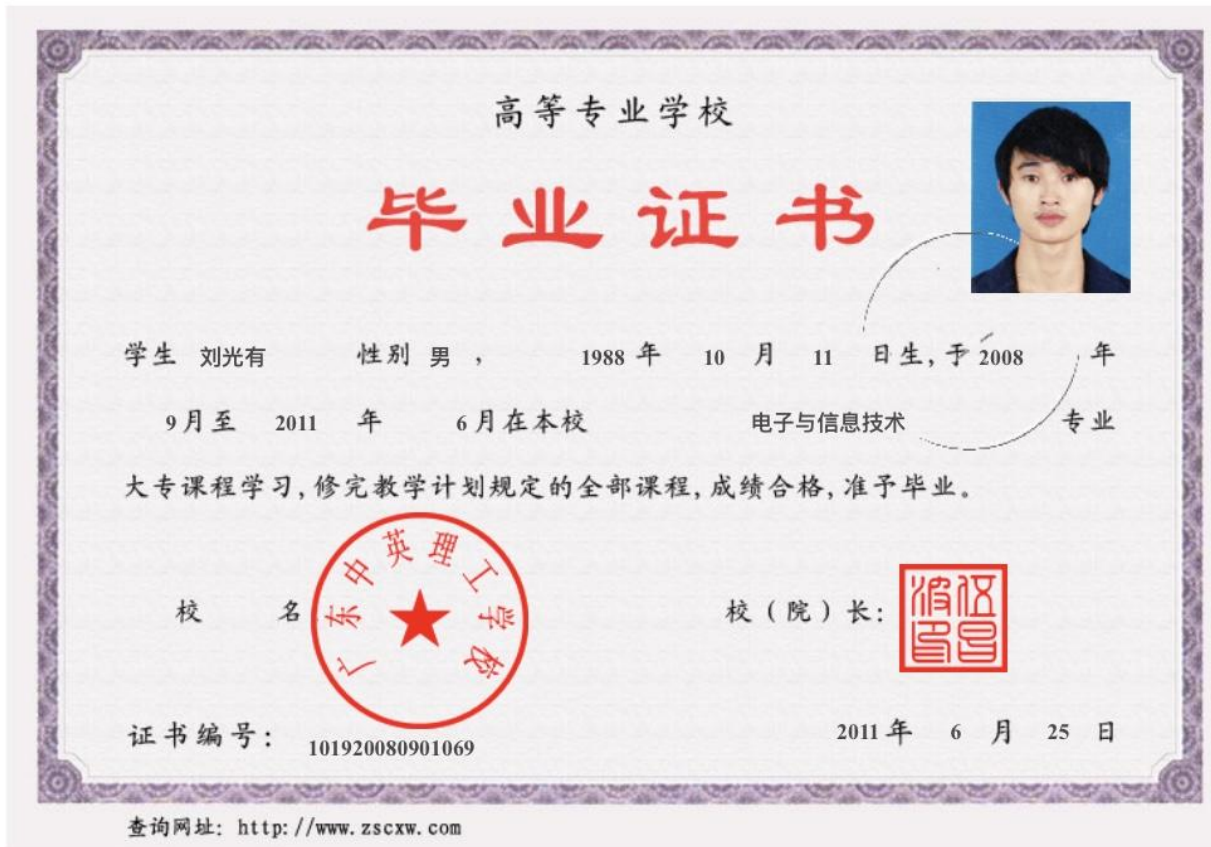 高等专业学校
毕业证书
学生 刘光有 性别 男 , 1988 年 10 月 11 日生,于 2008 年
9月至 2011 年 6月在本校 电子与信息技术 专业
大专课程学习,修完教学计划规定的全部课程,成绩合格,准予毕业。
广东中英理工学校
校 名
校(院)长:
证书编号: 101920080901069
2011年 6 月 25 日
查询网址: http://www.zscxw.com